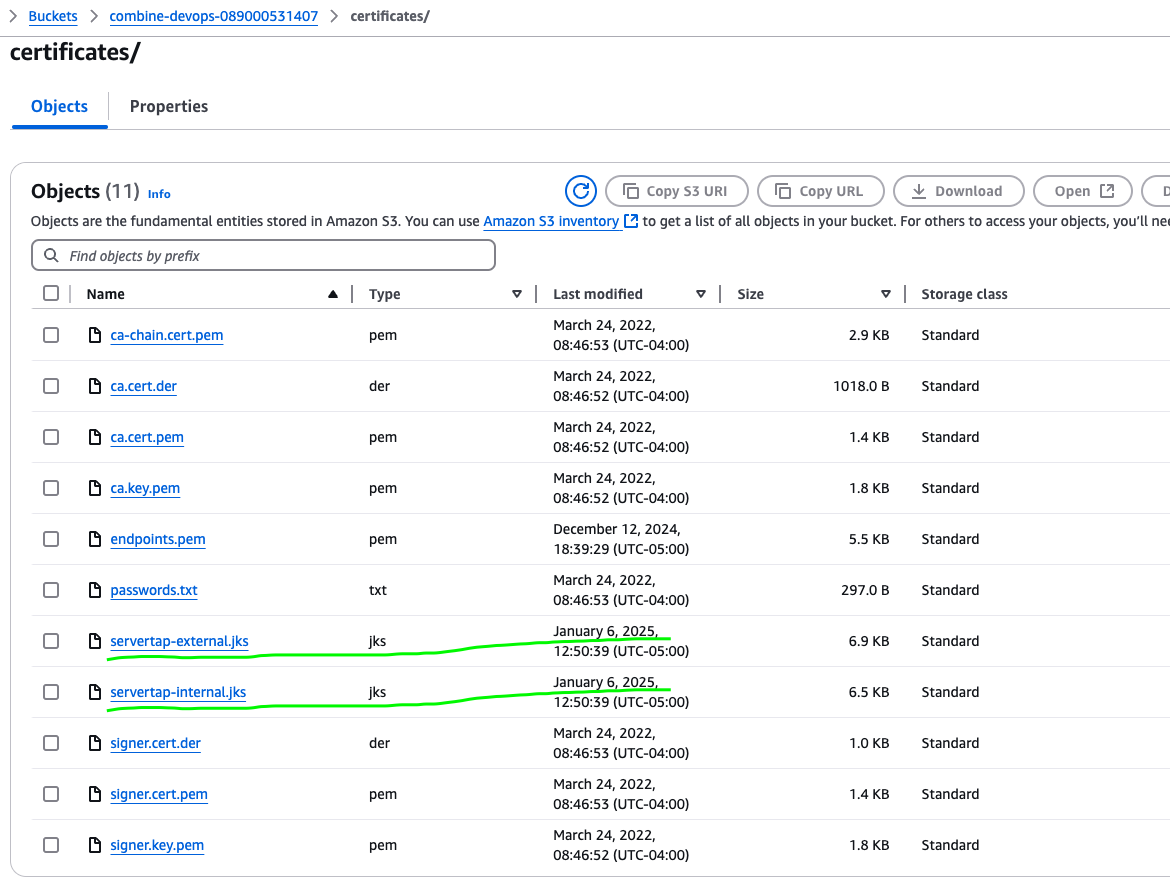 Buckets combine-devops-089000531407 certificates/
certificates/
Objects Properties
Objects (11) Info Copy S3 URI Copy URL Download Open D
Objects are the fundamental entities stored in Amazon S3. You can use Amazon S3 inventory to get a list of all objects in your bucket. For others to access your objects, you'll nee
Find objects by prefix
Name Type Last modified Size Storage class
ca-chain.cert.pem pem March 24, 2022, 08:46:53 (UTC-04:00) 2.9 KB Standard
ca.cert.der der March 24, 2022, 08:46:52 (UTC-04:00) 1018.0 B Standard
ca.cert.pem pem March 24, 2022, 08:46:52 (UTC-04:00) 1.4 KB Standard
ca.key.pem pem March 24, 2022, 08:46:52 (UTC-04:00) 1.8 KB Standard
endpoints.pem pem December 12, 2024, 18:39:29 (UTC-05:00) 5.5 KB Standard
passwords.txt txt March 24, 2022, 08:46:53 (UTC-04:00) 297.0 B Standard
servertap-external.jks jks January 6, 2025, 12:50:39 (UTC-05:00) 6.9 KB Standard
servertap-internal.jks jks January 6, 2025, 12:50:39 (UTC-05:00) 6.5 KB Standard
signer.cert.der der March 24, 2022, 08:46:53 (UTC-04:00) 1.0 KB Standard
signer.cert.pem pem March 24, 2022, 08:46:53 (UTC-04:00) 1.4 KB Standard
signer.key.pem pem March 24, 2022, 08:46:52 (UTC-04:00) 1.8 KB Standard